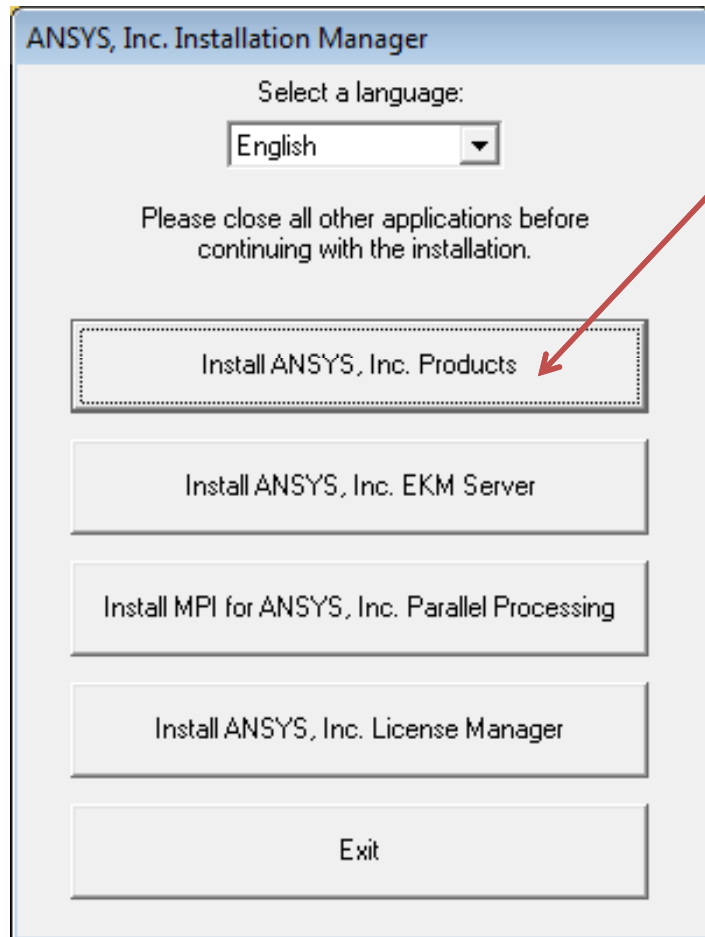 ANSYS, Inc. Installation Manager
Select a language:
English
Please close all other applications before
continuing with the installation.
Install ANSYS, Inc. Products
Install ANSYS, Inc. EKM Server
Install MPI for ANSYS, Inc. Parallel Processing
Install ANSYS, Inc. License Manager
Exit